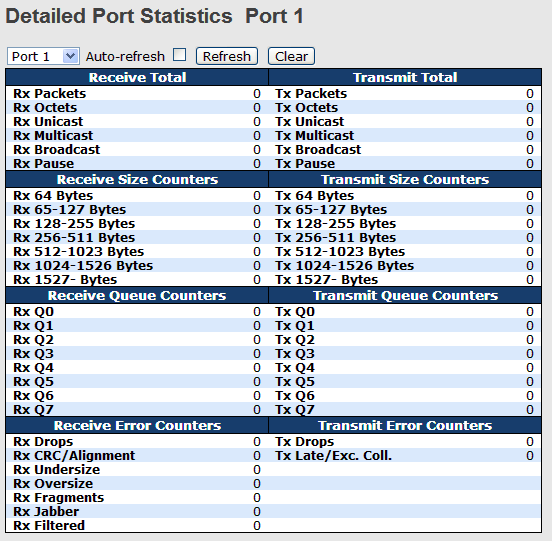 Detailed Port Statistics Port 1
Port 1 Auto-refresh Refresh Clear
Receive Total Transmit Total
Rx Packets 0 Tx Packets 0
Rx Octets 0 Tx Octets 0
Rx Unicast 0 Tx Unicast 0
Rx Multicast 0 Tx Multicast 0
Rx Broadcast 0 Tx Broadcast 0
Rx Pause 0 Tx Pause 0
Receive Size Counters Transmit Size Counters
Rx 64 Bytes 0 Tx 64 Bytes 0
Rx 65-127 Bytes 0 Tx 65-127 Bytes 0
Rx 128-255 Bytes 0 Tx 128-255 Bytes 0
Rx 256-511 Bytes 0 Tx 256-511 Bytes 0
Rx 512-1023 Bytes 0 Tx 512-1023 Bytes 0
Rx 1024-1526 Bytes 0 Tx 1024-1526 Bytes 0
Rx 1527- Bytes 0 Tx 1527- Bytes 0
Receive Queue Counters Transmit Queue Counters
Rx Q0 0 Tx Q0 0
Rx Q1 0 Tx Q1 0
Rx Q2 0 Tx Q2 0
Rx Q3 0 Tx Q3 0
Rx Q4 0 Tx Q4 0
Rx Q5 0 Tx Q5 0
Rx Q6 0 Tx Q6 0
Rx Q7 0 Tx Q7 0
Receive Error Counters Transmit Error Counters
Rx Drops 0 Tx Drops 0
Rx CRC/Alignment 0 Tx Late/Exc. Coll. 0
Rx Undersize 0
Rx Oversize 0
Rx Fragments 0
Rx Jabber 0
Rx Filtered 0